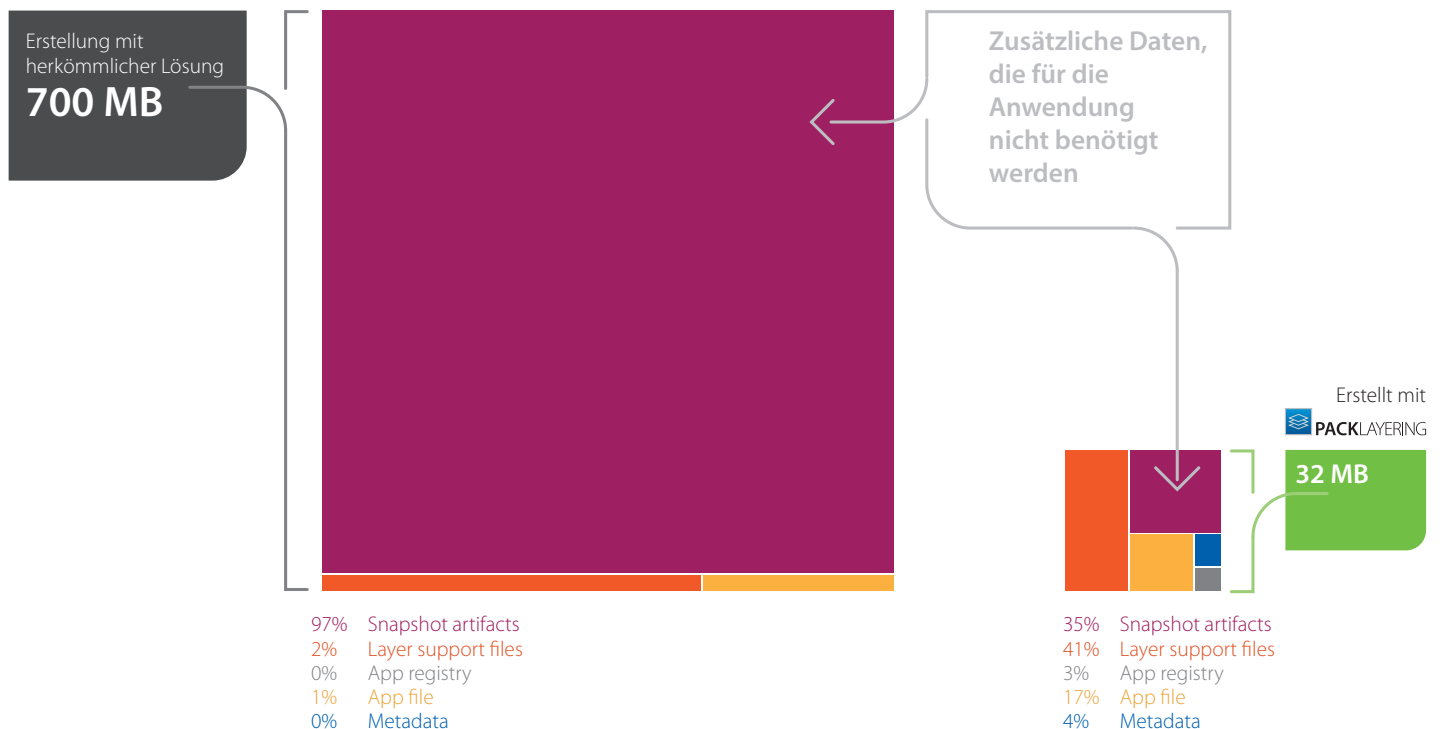 Erstellung mit
herkömmlicher Lösung
700 MB
Zusätzliche Daten,
die für die
Anwendung
nicht benötigt
werden
Erstellt mit
PACKLAYERING
32 MB
97% Snapshot artifacts
2% Layer support files
0% App registry
1% App file
0% Metadata
35% Snapshot artifacts
41% Layer support files
3% App registry
17% App file
4% Metadata